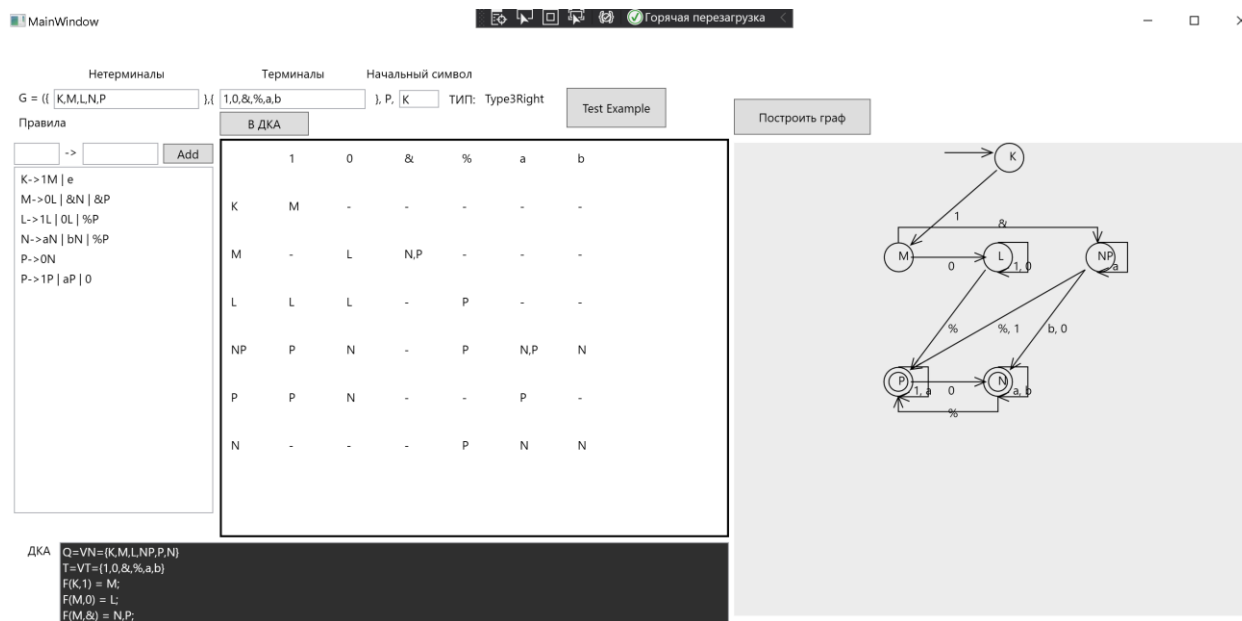 MainWindow
Горячая перезагрузка
Нетерминалы Терминалы Начальный символ
G = ({ K,M,L,N,P },{ 1,0,&,%,a,b }, P, K ТИП: Type3Right
Test Example
Построить граф
Правила
В ДКА
-> Add
K->1M | e
M->0L | &N | &P
L->1L | 0L | %P
N->aN | bN | %P
P->0N
P->1P | aP | 0
1 0 & % a b
K M - - - - -
M - L N,P - - -
L L L - P - -
NP P N - P N,P N
P P N - - P -
N - - - P N N
K
1
&
M
0
L
1, 0
NP
a
%
%, 1
b, 0
P
1, a
0
N
a, b
%
ДКА
Q=VN={K,M,L,NP,P,N}
T=VT={1,0,&,%,a,b}
F(K,1) = M;
F(M,0) = L;
F(M,&) = N,P;